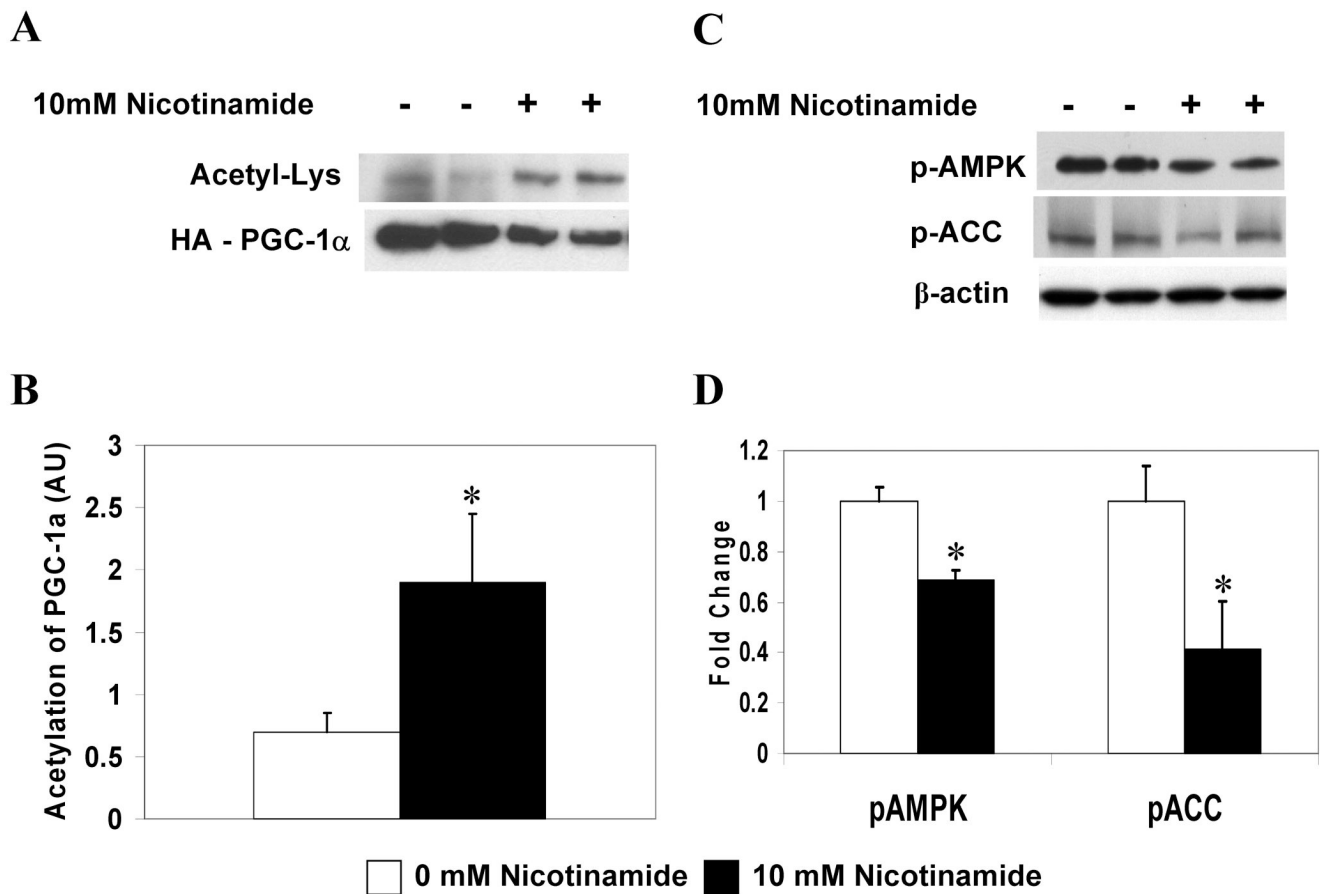 A
10mM Nicotinamide - - + +
Acetyl-Lys
HA - PGC-1α
C
10mM Nicotinamide - - + +
p-AMPK
p-ACC
β-actin
B
Acetylation of PGC-1a (AU)
3
2.5
2
1.5
1
0.5
0
*
D
Fold Change
1.2
1
0.8
0.6
0.4
0.2
0
*
*
pAMPK
pACC
0 mM Nicotinamide
10 mM Nicotinamide